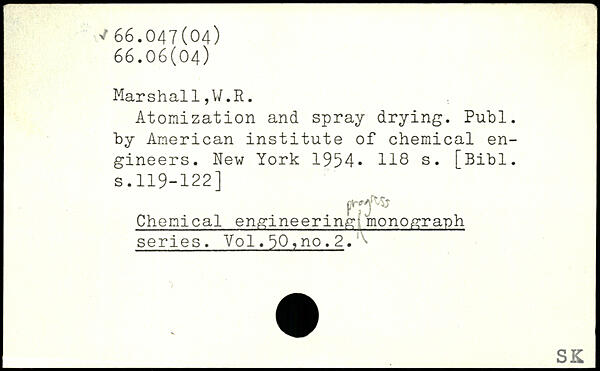 ✓ 66.047(04)
66.06(04)
Marshall,W.R.
Atomization and spray drying. Publ.
by American institute of chemical en-
gineers. New York 1954. 118 s. [Bibl.
s.119-122]
progress
Chemical engineering monograph
series. Vol.50,no.2.
SK